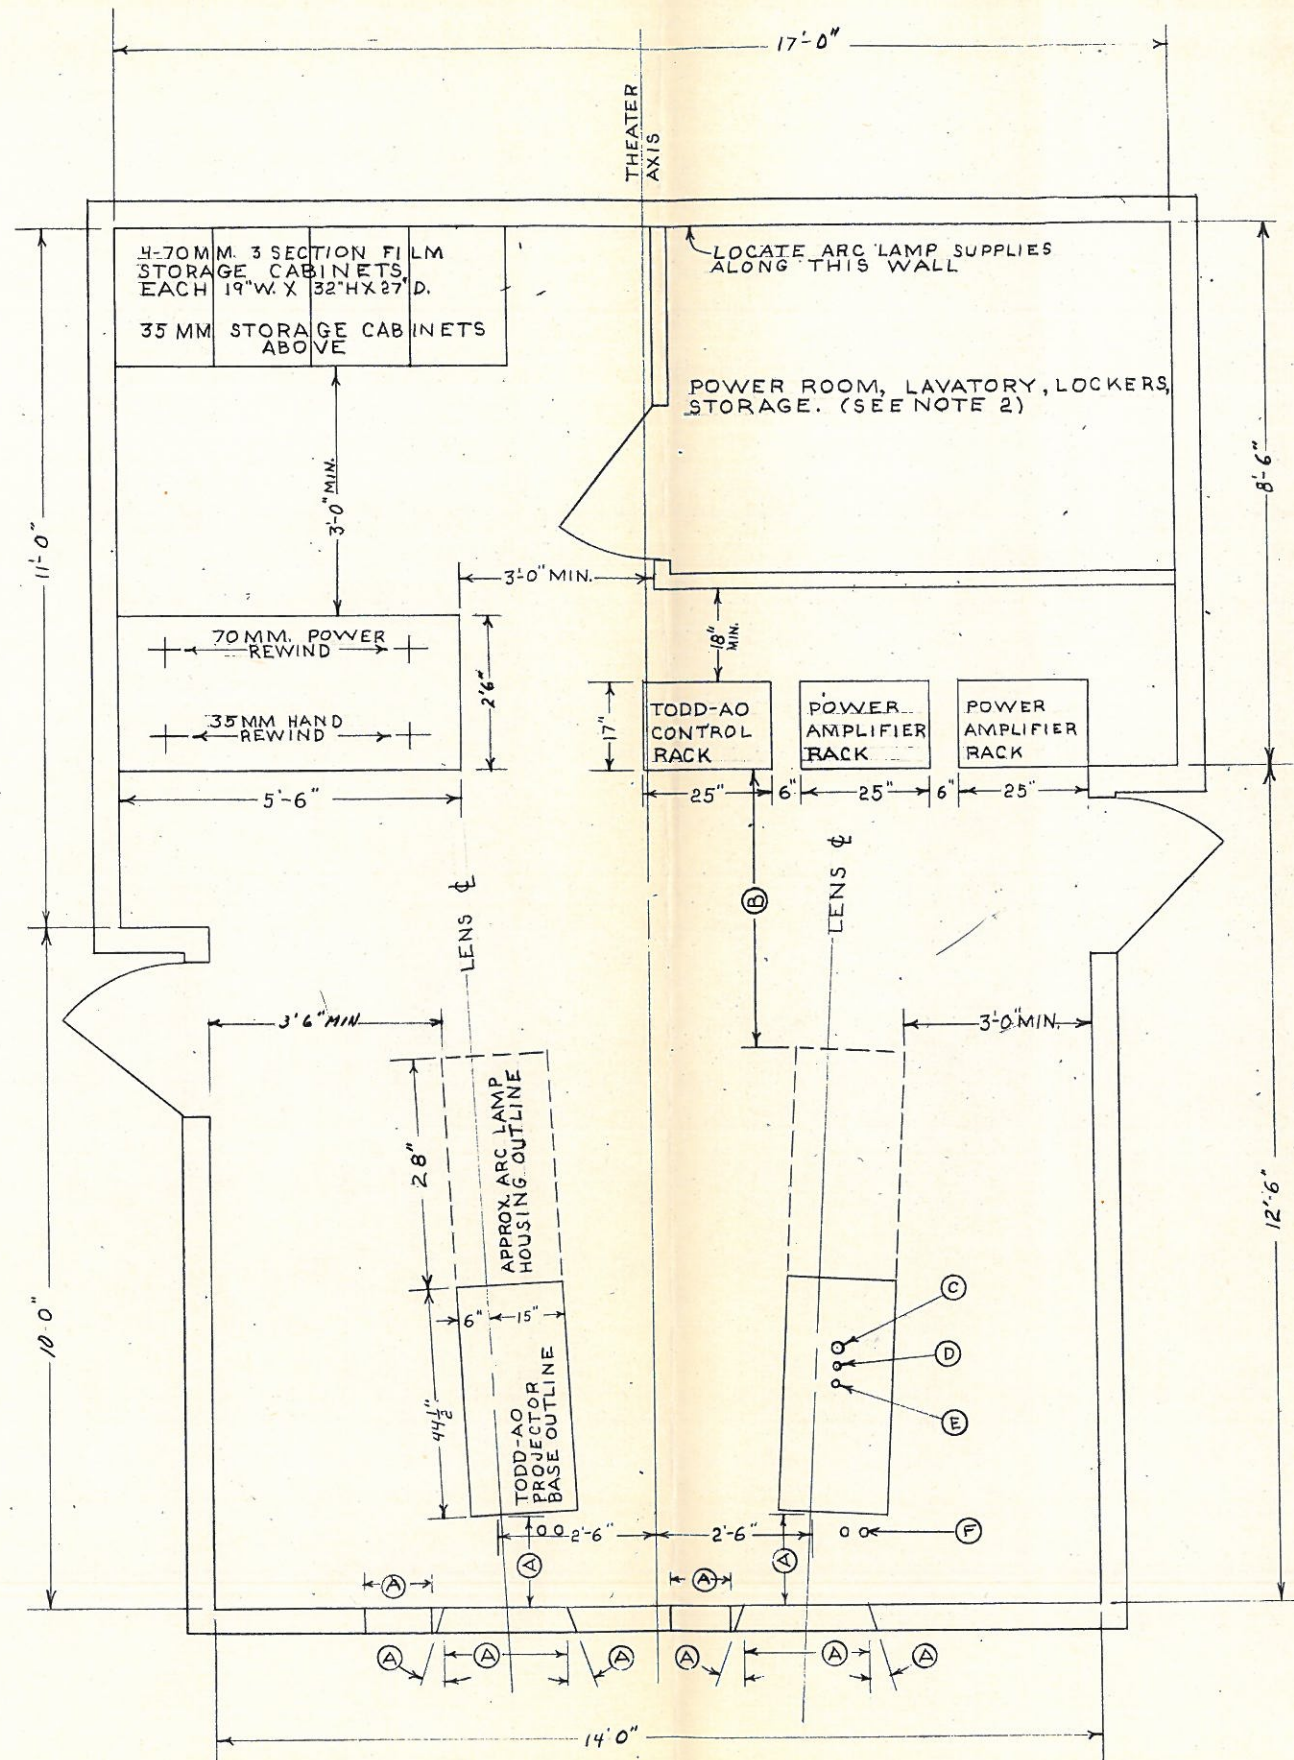 17'-0"
THEATER
AXIS
4-70MM. 3 SECTION FILM
STORAGE CABINETS,
EACH 19"W. X 32"HX27"D.
35 MM STORAGE CABINETS
ABOVE
LOCATE ARC LAMP SUPPLIES
ALONG THIS WALL
POWER ROOM, LAVATORY, LOCKERS,
STORAGE. (SEE NOTE 2)
11'-0"
3'-0" MIN.
8'-6"
3'-0" MIN.
18"
MIN.
70MM. POWER
REWIND
35MM HAND
REWIND
2'6"
17"
TODD-AO
CONTROL
RACK
POWER
AMPLIFIER
RACK
POWER
AMPLIFIER
RACK
5'-6"
25"
6"
25"
6"
25"
LENS ℄
B
LENS ℄
3'6" MIN
3'-0" MIN.
28"
APPROX. ARC LAMP
HOUSING OUTLINE
12'-6"
10'-0"
6"
15"
C
D
E
44½"
TODD-AO
PROJECTOR
BASE OUTLINE
2'-6"
2'-6"
F
A
A
A
A
A
A
A
A
A
A
14'0"